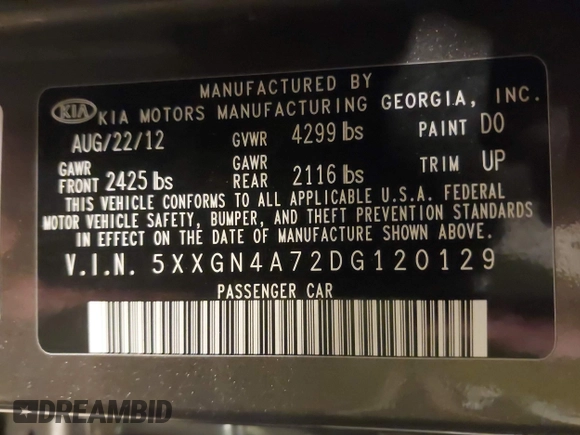 MANUFACTURED BY
KIA KIA MOTORS MANUFACTURING GEORGIA, INC.
AUG/22/12 GVWR 4299 lbs PAINT D0
GAWR FRONT 2425 lbs GAWR REAR 2116 lbs TRIM UP
THIS VEHICLE CONFORMS TO ALL APPLICABLE U.S.A. FEDERAL
MOTOR VEHICLE SAFETY, BUMPER, AND THEFT PREVENTION STANDARDS
IN EFFECT ON THE DATE OF MANUFACTURE SHOWN ABOVE.
V.I.N. 5XXGN4A72DG120129
PASSENGER CAR
DREAMBID